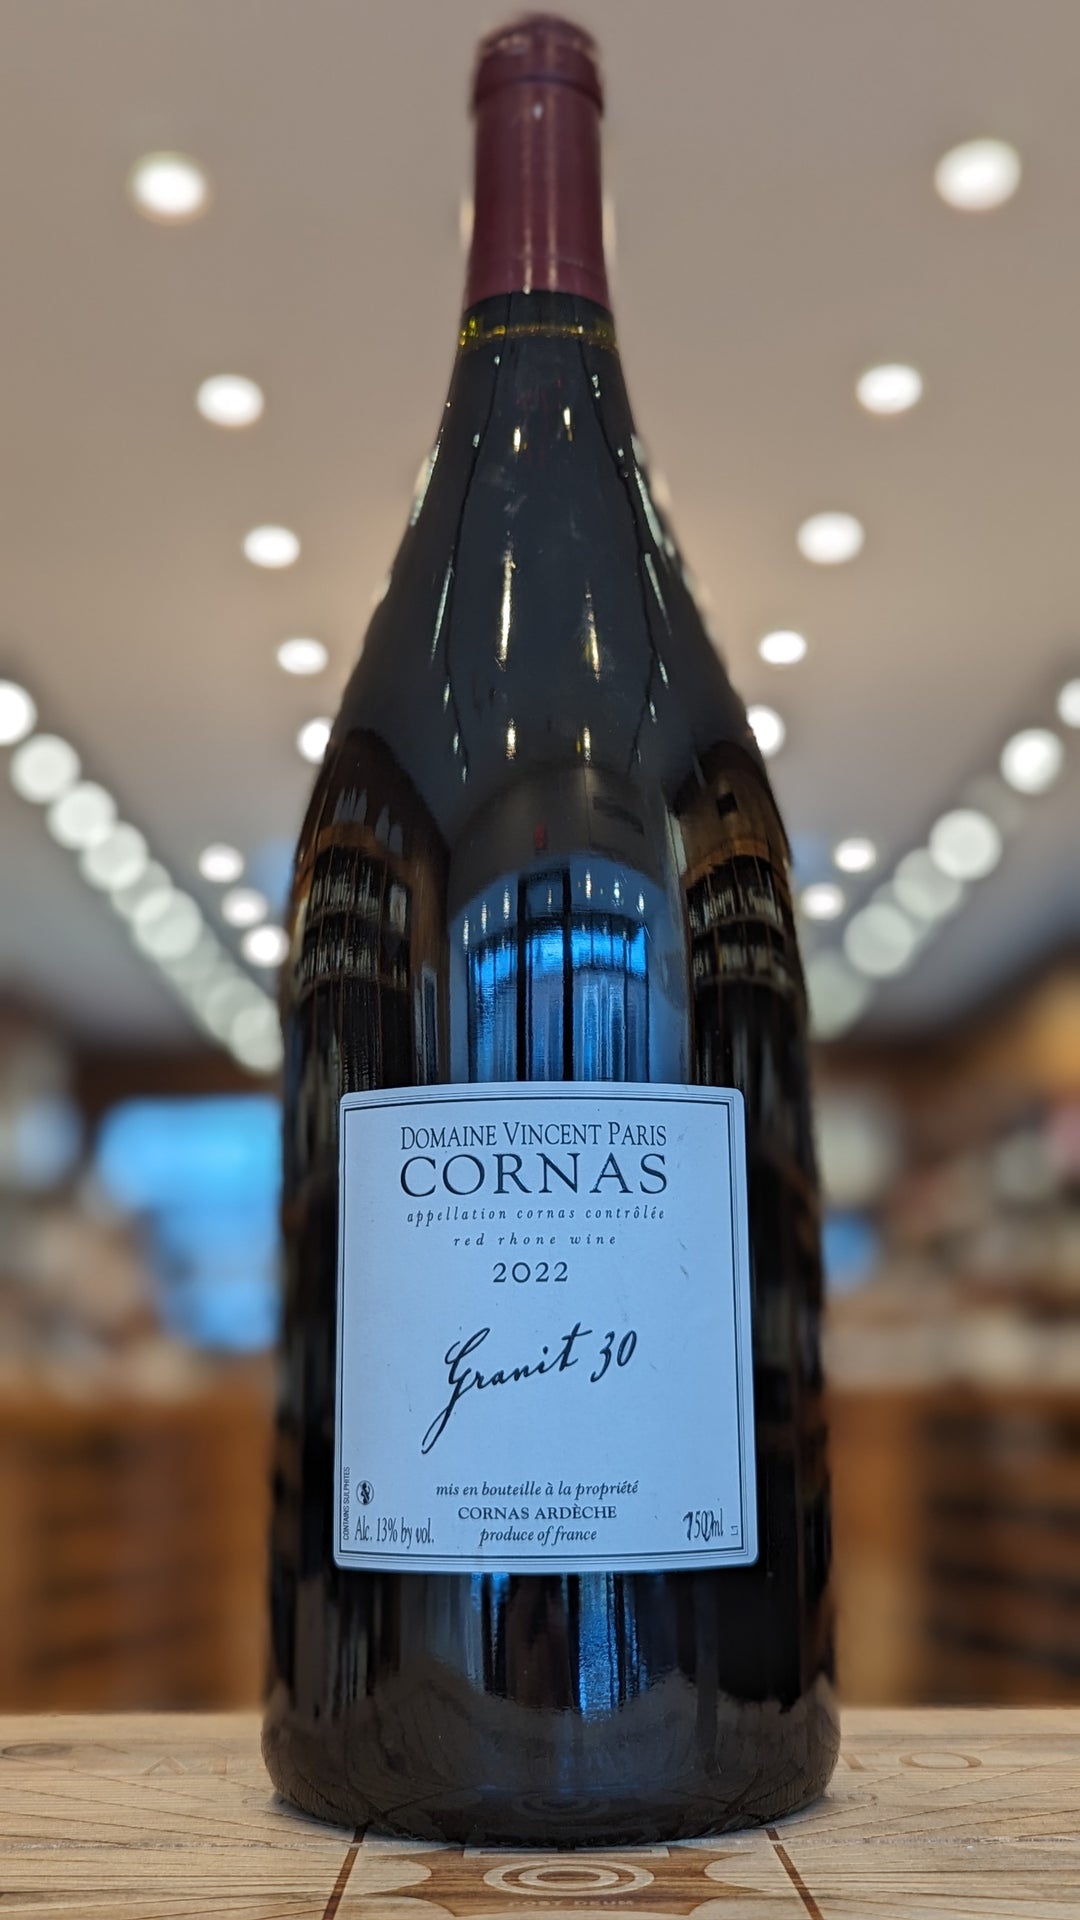 DOMAINE VINCENT PARIS
CORNAS
appellation cornas contrôlée
red rhone wine
2022
Granit 30
mis en bouteille à la propriété
CORNAS ARDÈCHE
produce of france
CONTAINS SULPHITES
Alc. 13% by vol.